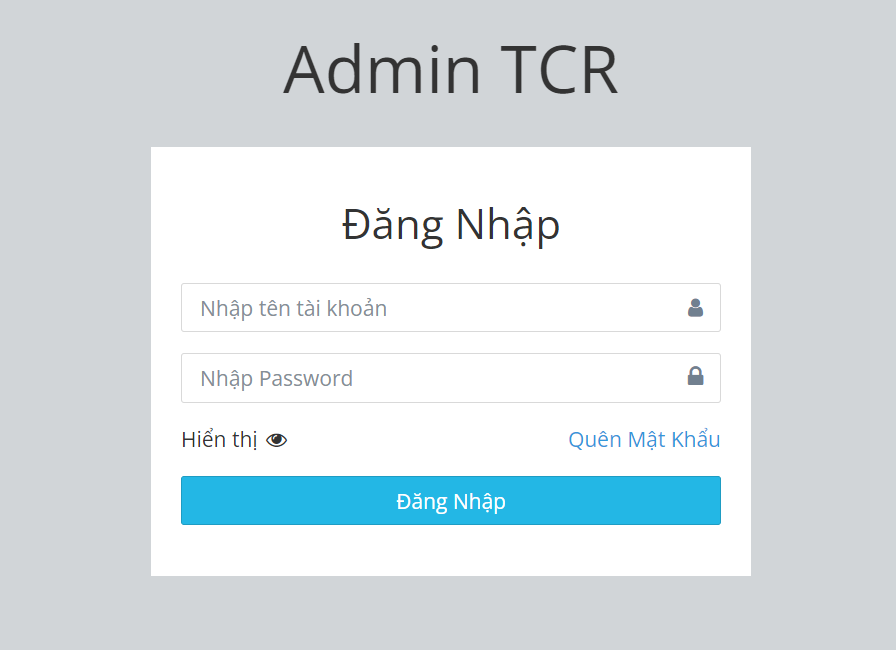 Admin TCR
Đăng Nhập
Nhập tên tài khoản
Nhập Password
Hiển thị Quên Mật Khẩu
Đăng Nhập